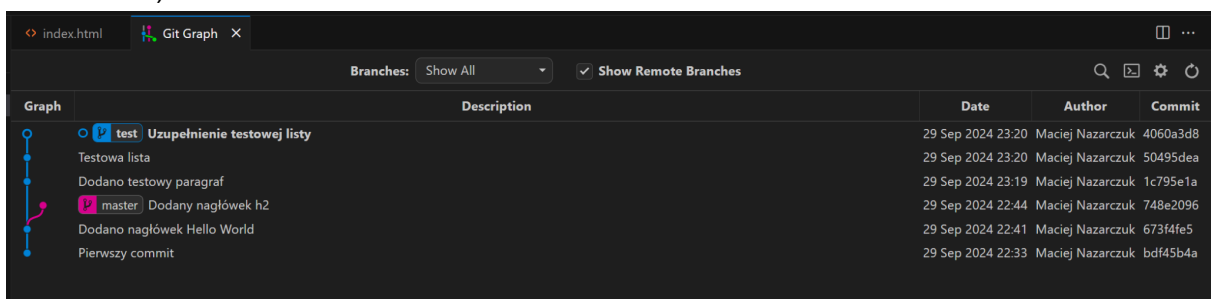 index.html Git Graph
Branches: Show All Show Remote Branches
Graph Description Date Author Commit
test Uzupełnienie testowej listy 29 Sep 2024 23:20 Maciej Nazarczuk 4060a3d8
Testowa lista 29 Sep 2024 23:20 Maciej Nazarczuk 50495dea
Dodano testowy paragraf 29 Sep 2024 23:19 Maciej Nazarczuk 1c795e1a
master Dodany nagłówek h2 29 Sep 2024 22:44 Maciej Nazarczuk 748e2096
Dodano nagłówek Hello World 29 Sep 2024 22:41 Maciej Nazarczuk 673f4fe5
Pierwszy commit 29 Sep 2024 22:33 Maciej Nazarczuk bdf45b4a